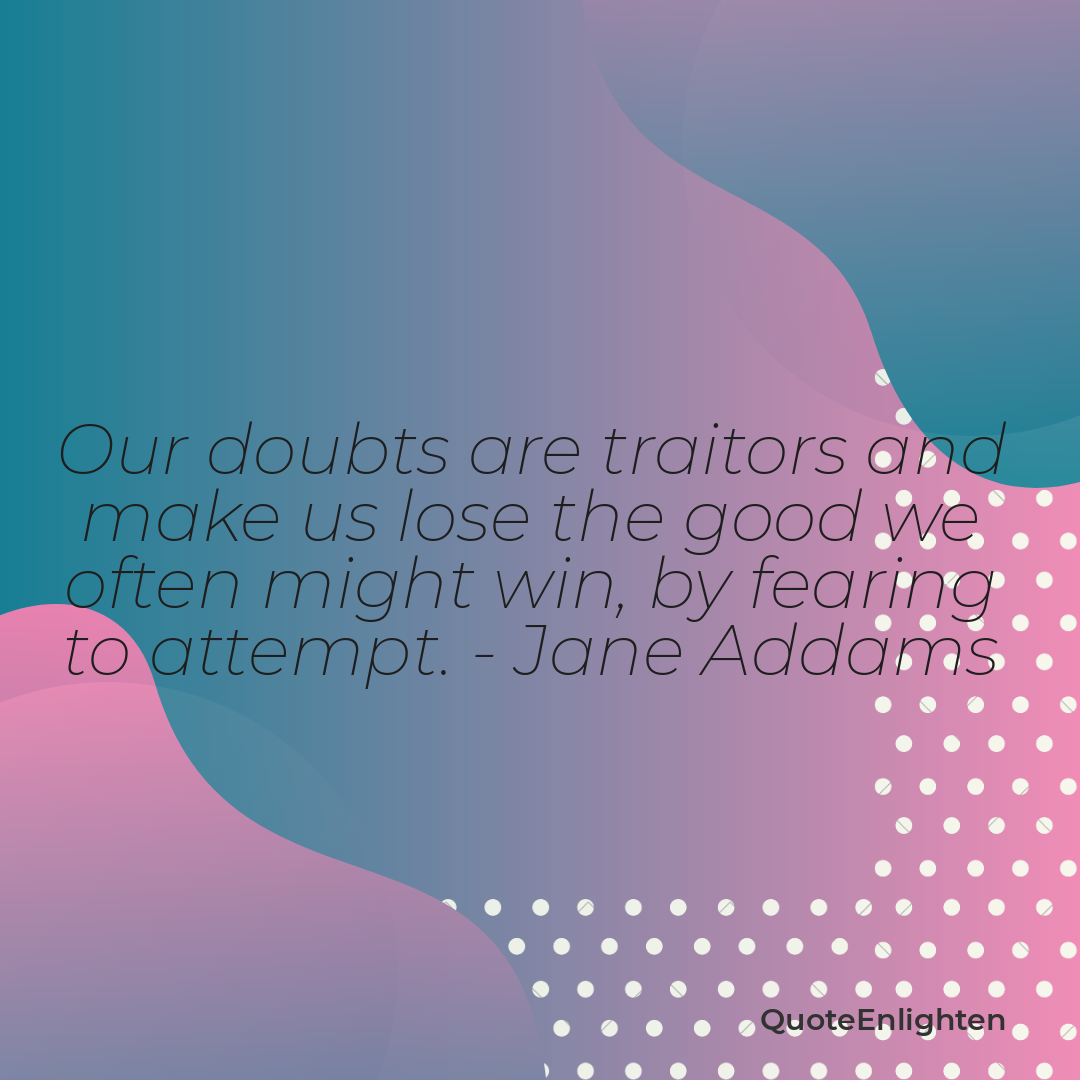 Our doubts are traitors and
make us lose the good we
often might win, by fearing
to attempt. - Jane Addams
QuoteEnlighten